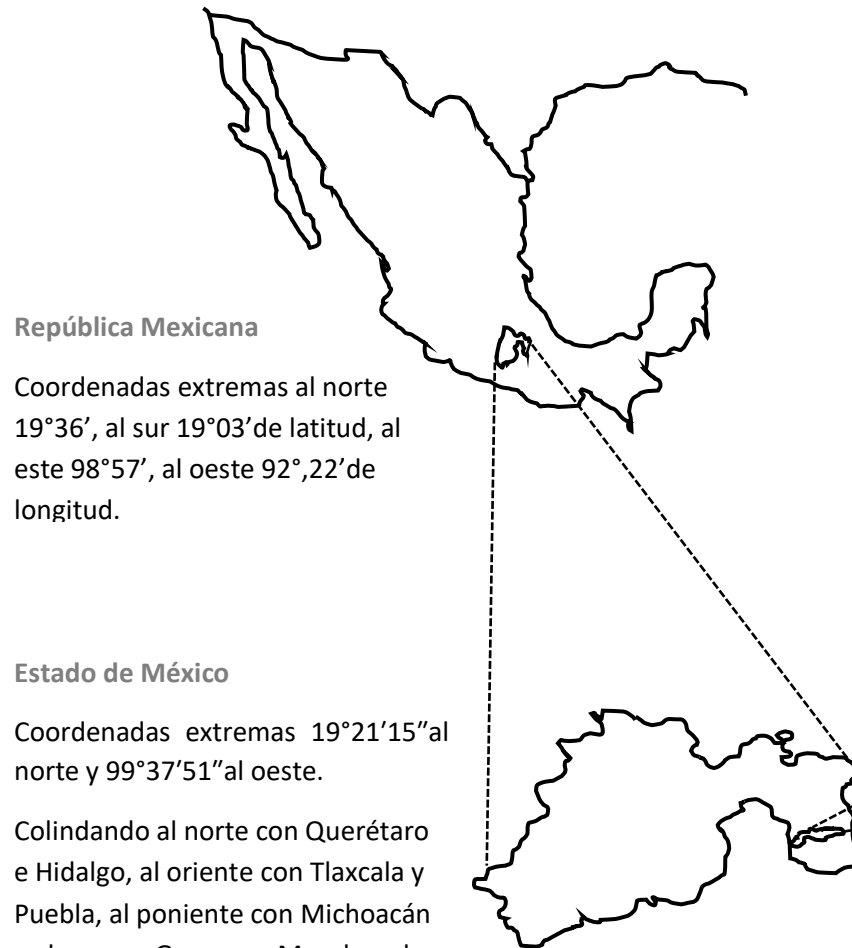 República Mexicana
Coordenadas extremas al norte
19°36’, al sur 19°03’de latitud, al
este 98°57’, al oeste 92°,22’de
longitud.
Estado de México
Coordenadas extremas 19°21’15”al
norte y 99°37’51”al oeste.
Colindando al norte con Querétaro
e Hidalgo, al oriente con Tlaxcala y
Puebla, al poniente con Michoacán